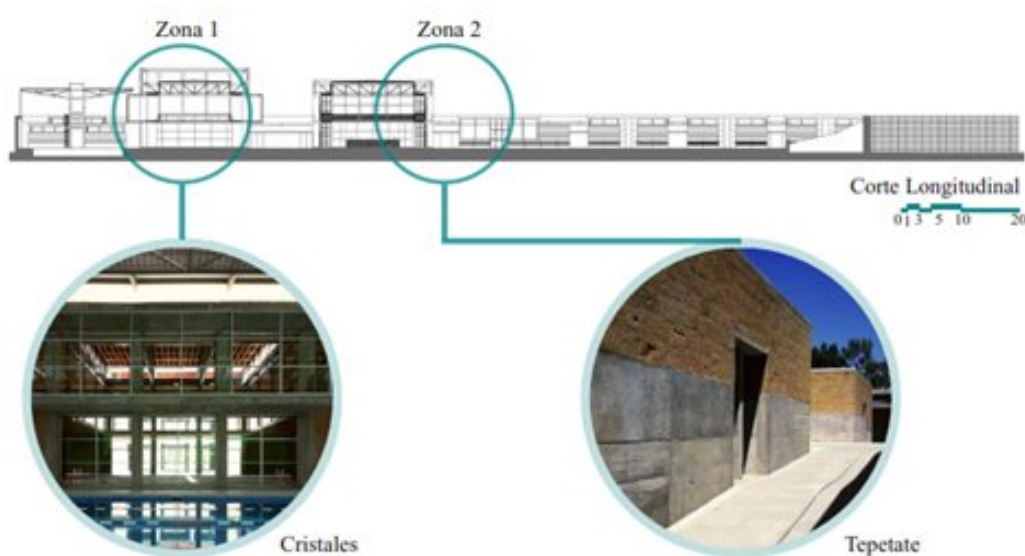 Zona 1
Zona 2
Corte Longitudinal
0 1 3 5 10 20
Cristales
Tepetate